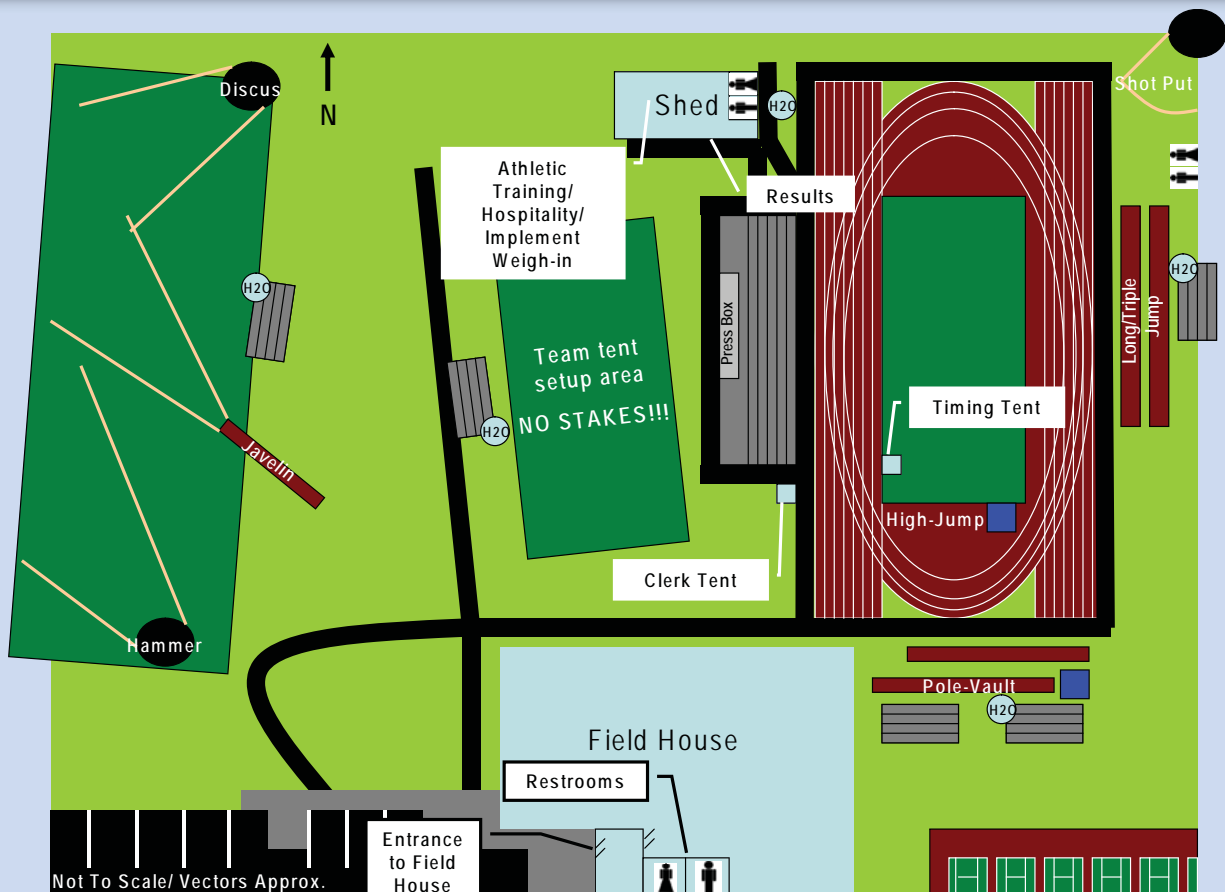 Discus
N
Shed
H2O
Shot Put
Athletic
Training/
Hospitality/
Implement
Weigh-in
Results
H2O
H2O
Press Box
Long/Triple
Jump
Team tent
setup area
NO STAKES!!!
H2O
Timing Tent
Javelin
High-Jump
Clerk Tent
Hammer
Pole-Vault
H2O
Field House
Restrooms
Entrance
to Field
House
Not To Scale/ Vectors Approx.